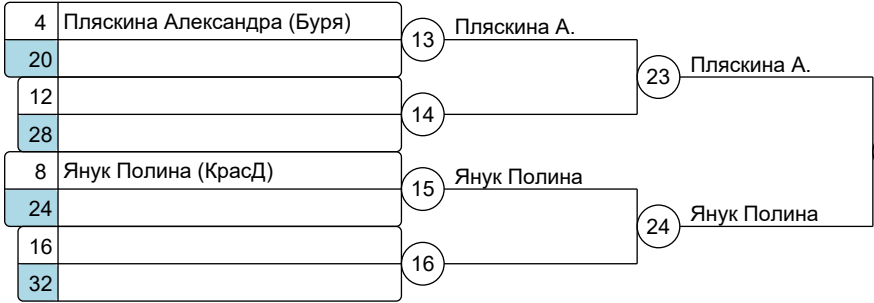 4 Пляскина Александра (Буря)
13 Пляскина А.
20
23 Пляскина А.
12
14
28
8 Янук Полина (КрасД)
15 Янук Полина
24
24 Янук Полина
16
16
32